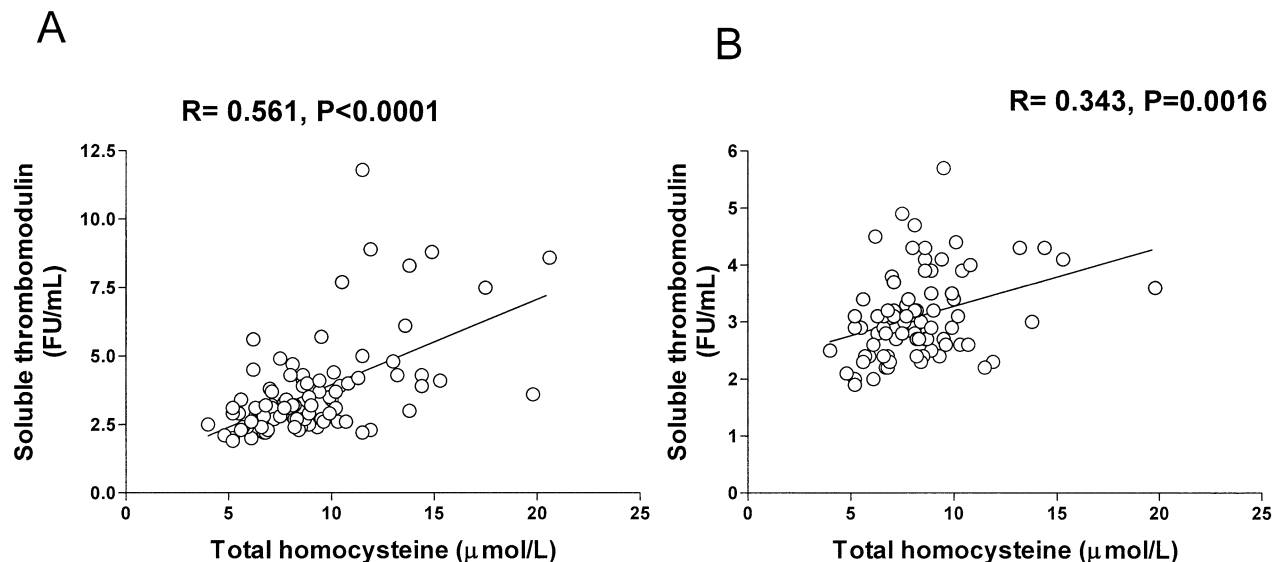 A
R= 0.561, P<0.0001
Soluble thrombomodulin
(FU/mL)
12.5
10.0
7.5
5.0
2.5
0.0
0 5 10 15 20 25
Total homocysteine (μmol/L)
B
R= 0.343, P=0.0016
Soluble thrombomodulin
(FU/mL)
6
5
4
3
2
1
0
0 5 10 15 20 25
Total homocysteine (μmol/L)